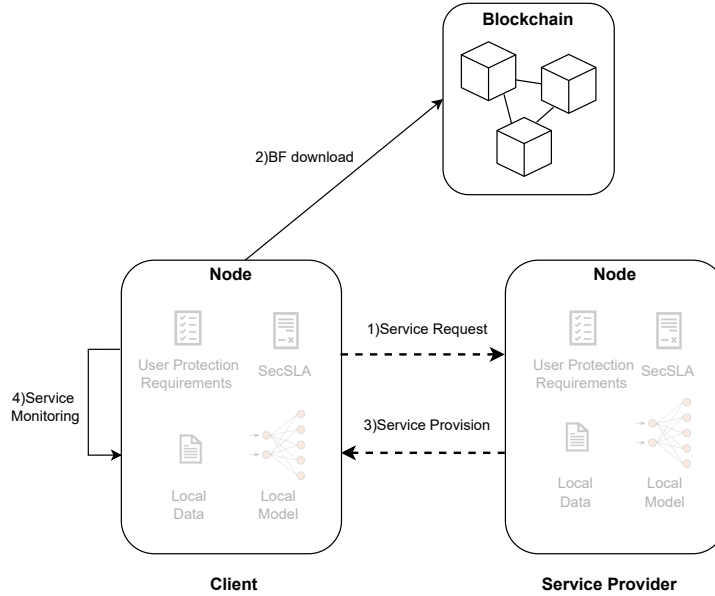 Blockchain
2)BF download
Node
User Protection
Requirements
SecSLA
Local
Data
Local
Model
4)Service
Monitoring
1)Service Request
3)Service Provision
Node
User Protection
Requirements
SecSLA
Local
Data
Local
Model
Client
Service Provider